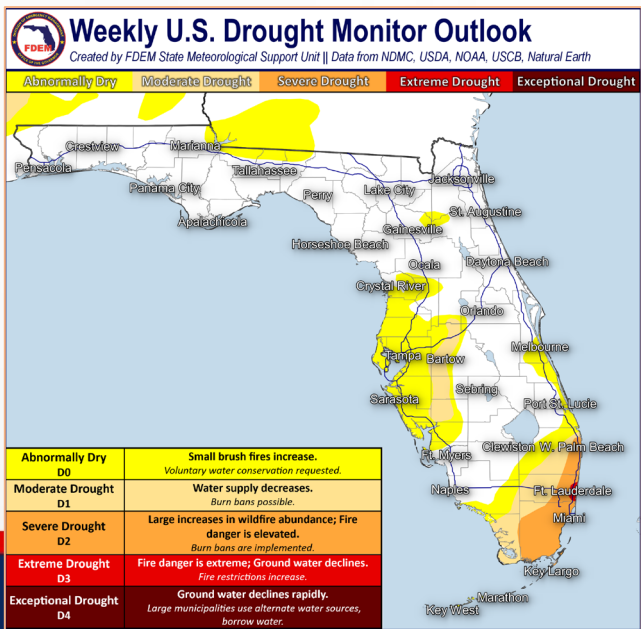 Weekly U.S. Drought Monitor Outlook
FDEM
Created by FDEM State Meteorological Support Unit || Data from NDMC, USDA, NOAA, USCB, Natural Earth
Abnormally Dry Moderate Drought Severe Drought Extreme Drought Exceptional Drought
Crestview
Marianna
Pensacola
Tallahassee
Jacksonville
Panama City
Perry
Lake City
Apalachicola
St. Augustine
Gainesville
Horseshoe Beach
Ocala
Daytona Beach
Crystal River
Orlando
Melbourne
Tampa
Bartow
Sebring
Sarasota
Port St. Lucie
Ft. Myers
Clewiston
W. Palm Beach
Naples
Ft. Lauderdale
Miami
Key Largo
Marathon
Key West
Abnormally Dry
D0
Small brush fires increase.
Voluntary water conservation requested.
Moderate Drought
D1
Water supply decreases.
Burn bans possible.
Severe Drought
D2
Large increases in wildfire abundance; Fire
danger is elevated.
Burn bans are implemented.
Extreme Drought
D3
Fire danger is extreme; Ground water declines.
Fire restrictions increase.
Exceptional Drought
D4
Ground water declines rapidly.
Large municipalities use alternate water sources,
borrow water.